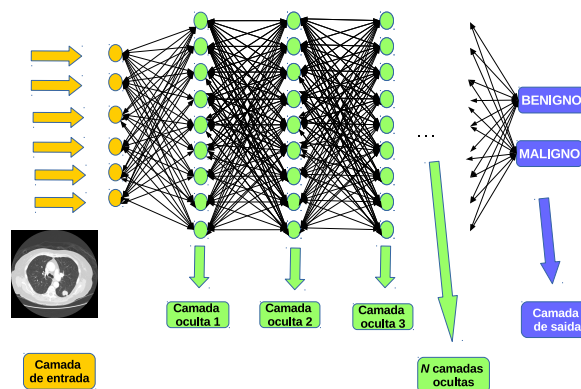 BENIGNO
...
MALIGNO
Camada
oculta 1
Camada
oculta 2
Camada
oculta 3
Camada
de saída
Camada
de entrada
N camadas
ocultas